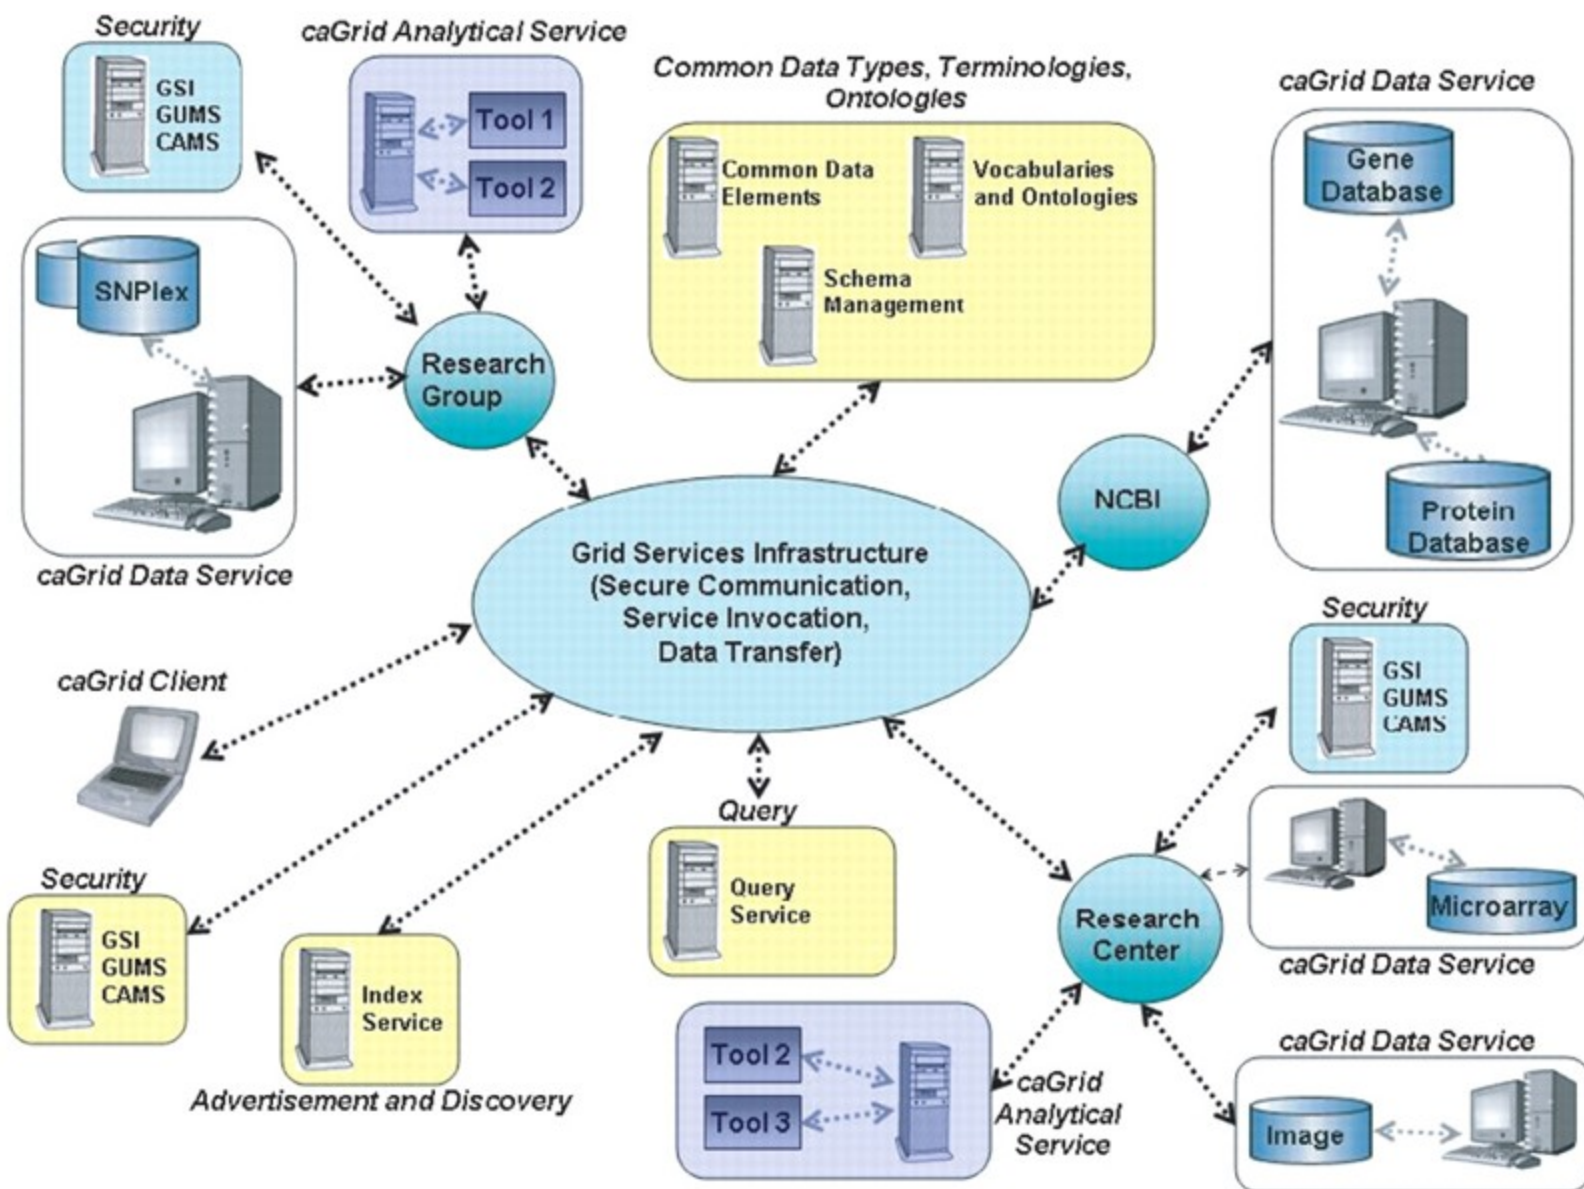 Security
GSI
GUMS
CAMS
caGrid Analytical Service
Tool 1
Tool 2
Common Data Types, Terminologies,
Ontologies
Common Data
Elements
Vocabularies
and Ontologies
Schema
Management
caGrid Data Service
Gene
Database
Protein
Database
SNPlex
caGrid Data Service
Research
Group
NCBI
Grid Services Infrastructure
(Secure Communication,
Service Invocation,
Data Transfer)
caGrid Client
Security
GSI
GUMS
CAMS
Index
Service
Advertisement and Discovery
Query
Query
Service
Security
GSI
GUMS
CAMS
Research
Center
Microarray
caGrid Data Service
Tool 2
Tool 3
caGrid
Analytical
Service
caGrid Data Service
Image